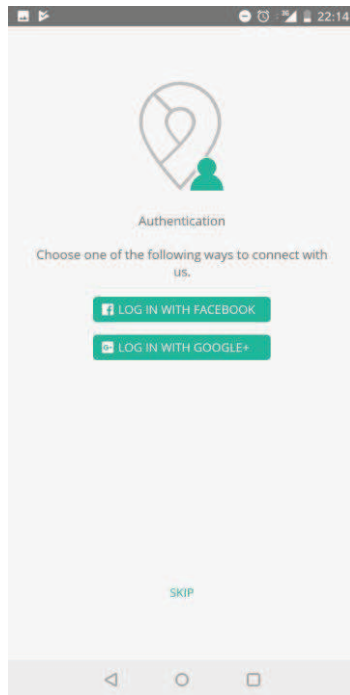 22:14
Authentication
Choose one of the following ways to connect with
us.
LOG IN WITH FACEBOOK
LOG IN WITH GOOGLE+
SKIP